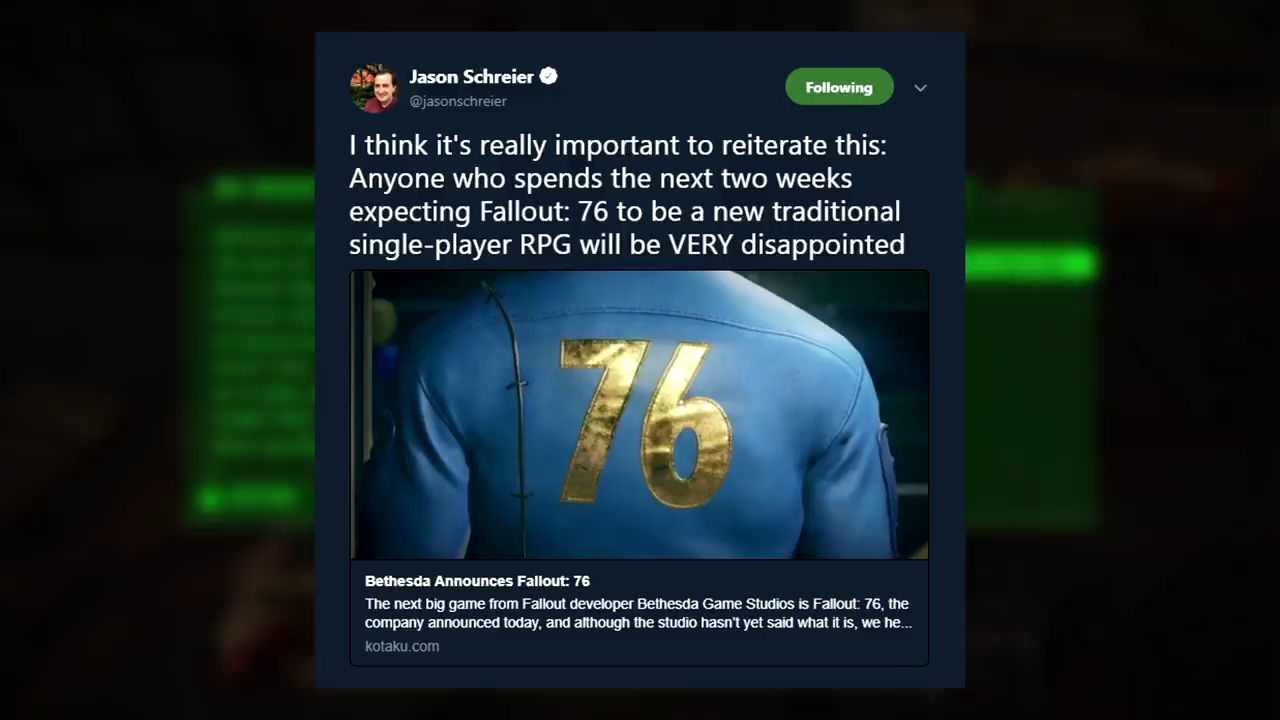 Jason Schreier
Following
@jasonschreier
I think it's really important to reiterate this:
Anyone who spends the next two weeks
expecting Fallout: 76 to be a new traditional
single-player RPG will be VERY disappointed
76
Bethesda Announces Fallout: 76
The next big game from Fallout developer Bethesda Game Studios is Fallout: 76, the
company announced today, and although the studio hasn't yet said what it is, we he...
kotaku.com